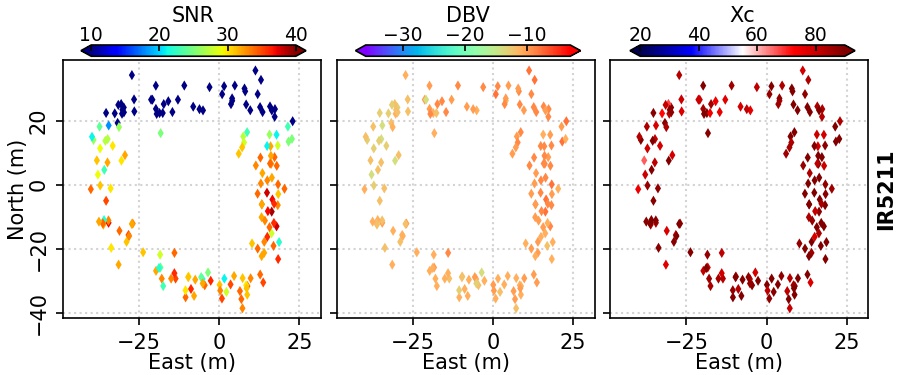 SNR DBV Xc
10 20 30 40 −30 −20 −10 20 40 60 80
North (m)
20
0
−20
−40
−25 0 25 −25 0 25 −25 0 25
East (m) East (m) East (m)
IR5211